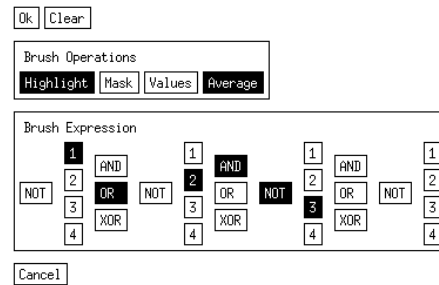 Ok Clear
Brush Operations
Highlight Mask Values Average
Brush Expression
1 1 1 1
AND AND AND
2 2 2 2
NOT OR NOT OR NOT OR NOT
3 3 3 3
XOR XOR XOR
4 4 4 4
Cancel